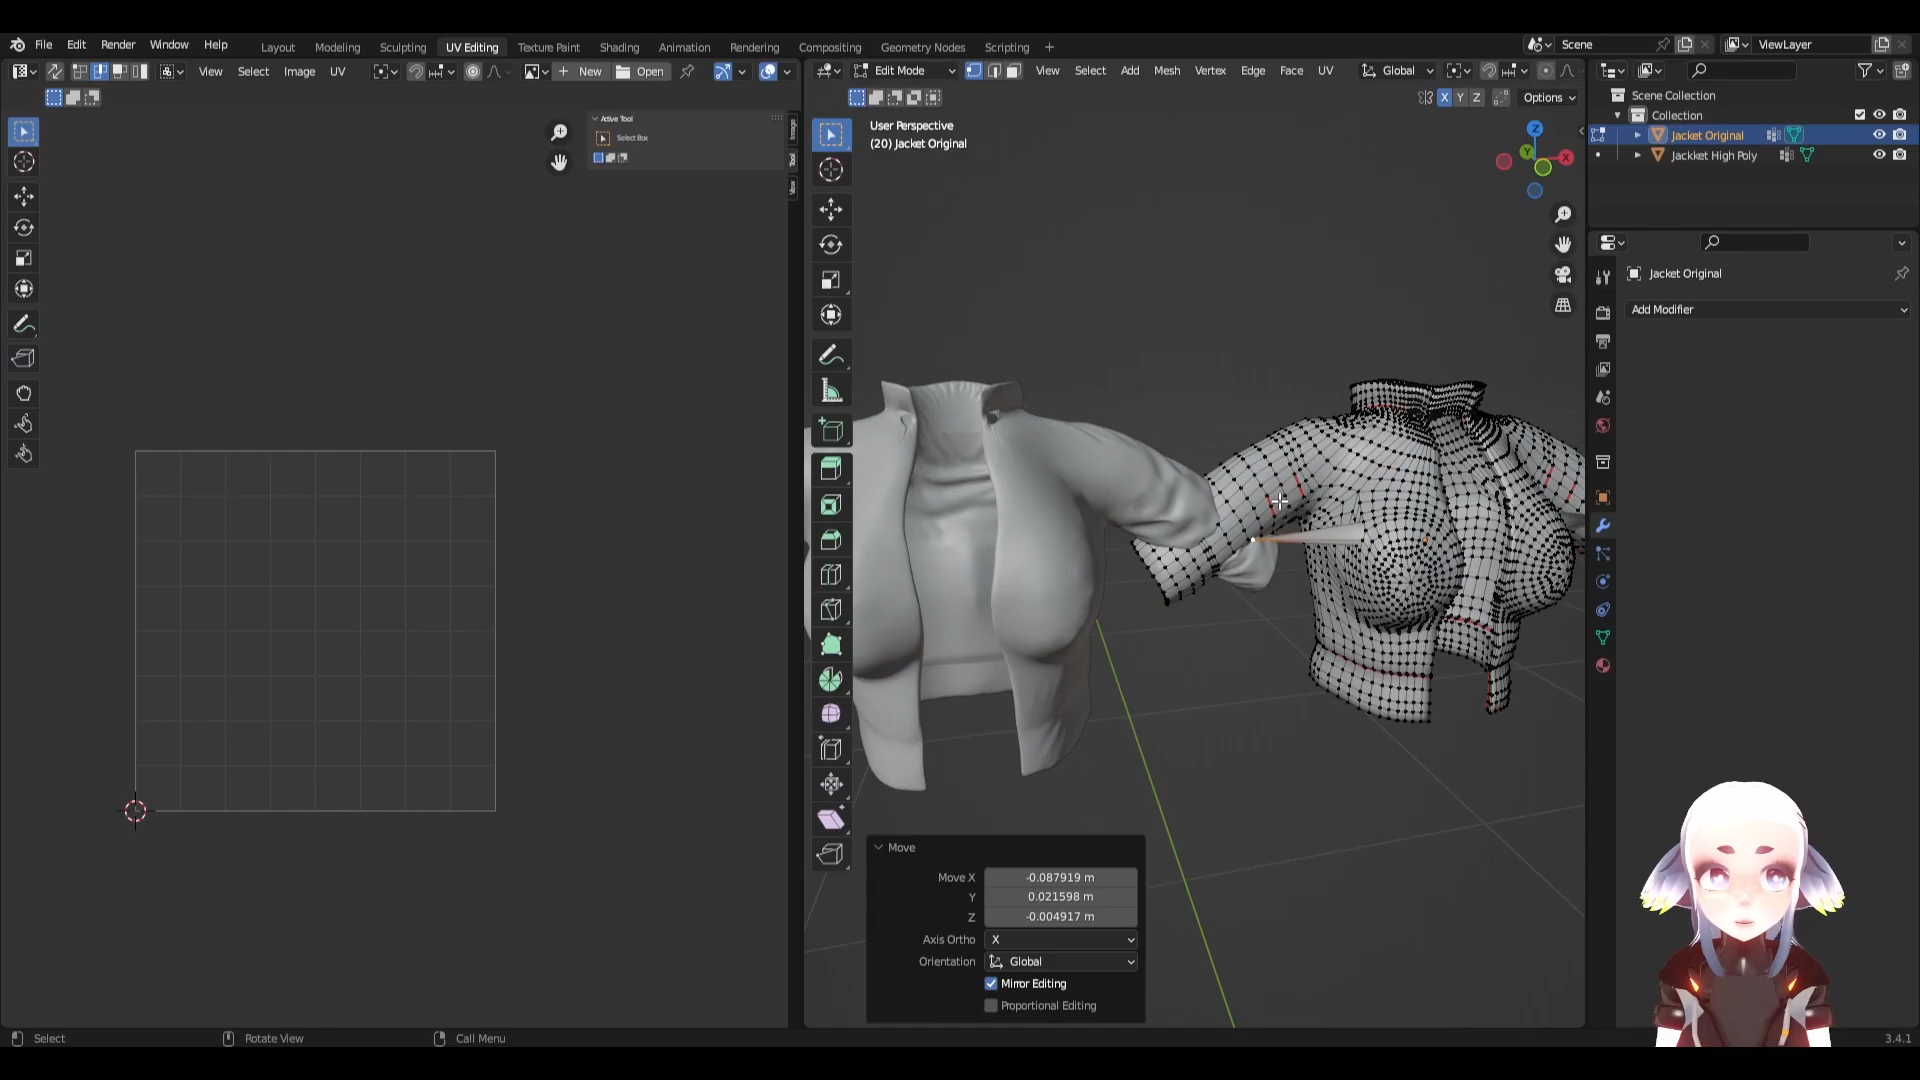 File Edit Render Window Help Layout Modeling Sculpting UV Editing Texture Paint Shading Animation Rendering Compositing Geometry Nodes Scripting + Scene ViewLayer
View Select Image UV New Open Edit Mode View Select Add Mesh Vertex Edge Face UV Global
X Y Z Options
Scene Collection
Collection
Jacket Original
Jackket High Poly
Active Tool
Select Box
Image
Tool
View
User Perspective
(20) Jacket Original
Z
Y
X
Jacket Original
Add Modifier
Move
Move X -0.087919 m
Y 0.021598 m
Z -0.004917 m
Axis Ortho X
Orientation Global
Mirror Editing
Proportional Editing
Select Rotate View Call Menu 3.4.1